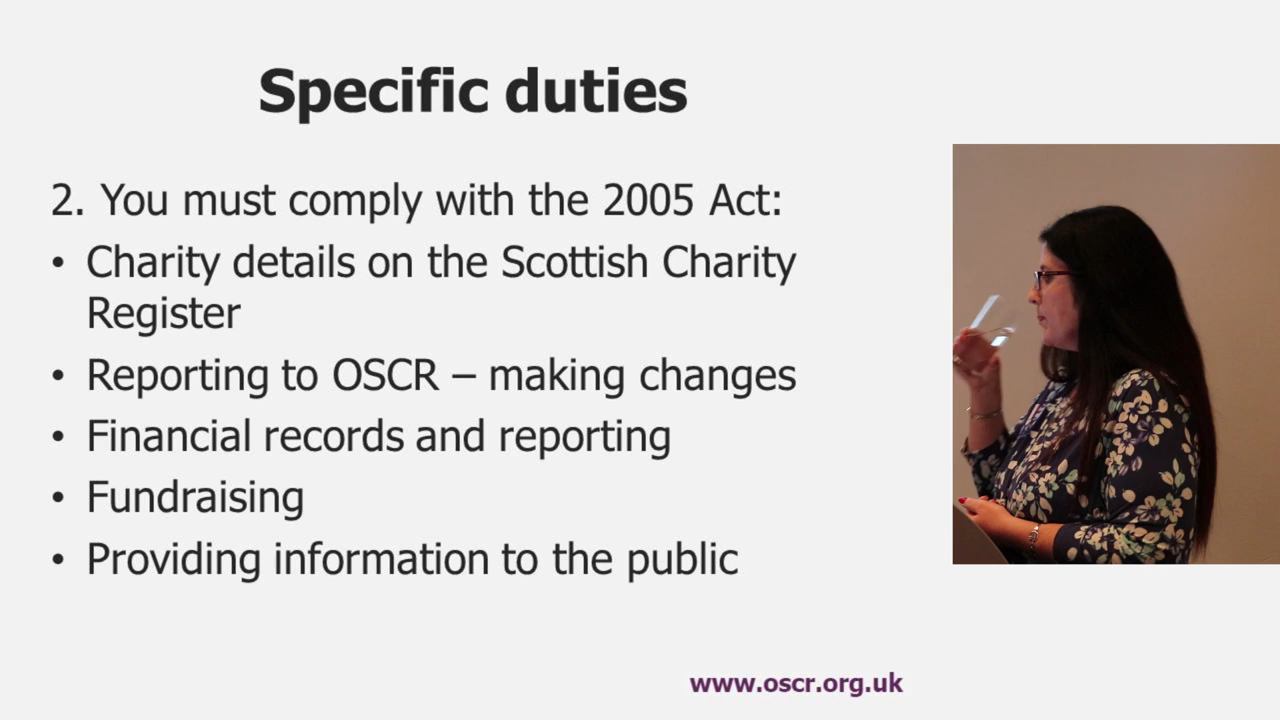 Specific duties
2. You must comply with the 2005 Act:
• Charity details on the Scottish Charity
Register
• Reporting to OSCR – making changes
• Financial records and reporting
• Fundraising
• Providing information to the public
www.oscr.org.uk